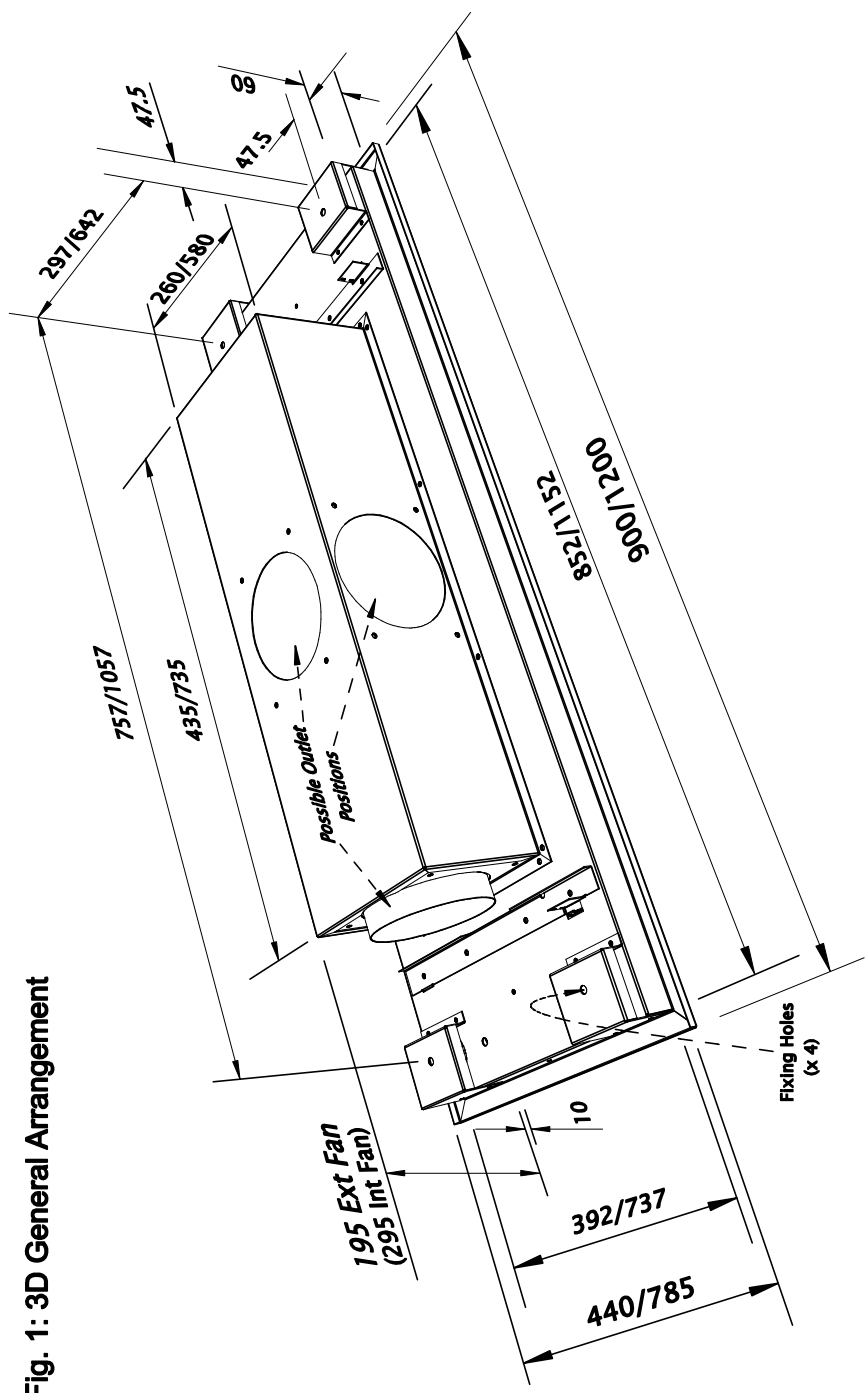 Fig. 1: 3D General Arrangement
47.5
60
47.5
297/642
260/580
757/1057
435/735
Possible Outlet
Positions
852/1152
900/1200
195 Ext Fan
(295 Int Fan)
10
Fixing Holes
(x 4)
392/737
440/785